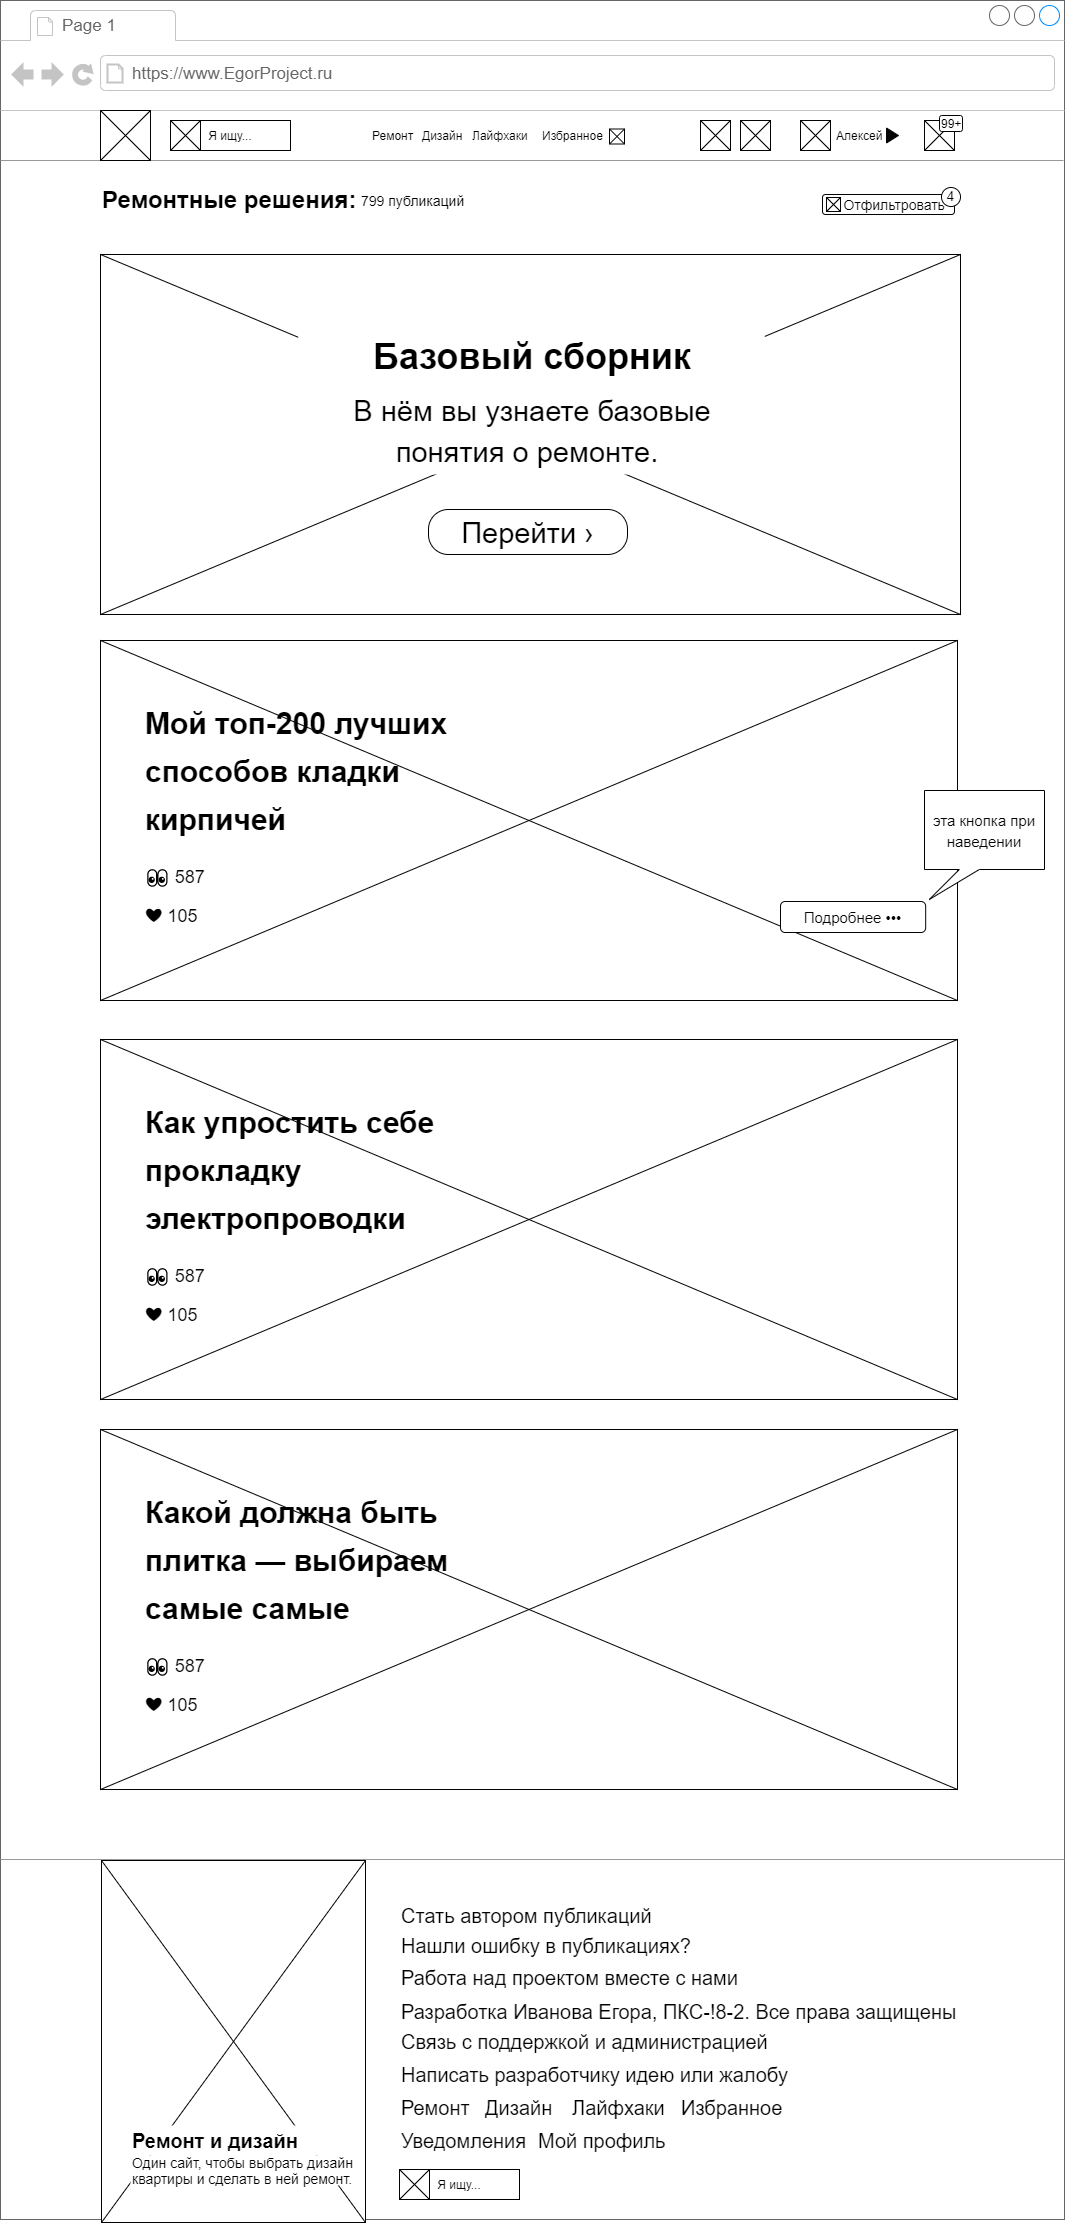 Page 1
https://www.EgorProject.ru
Я ищу...
Ремонт Дизайн Лайфхаки Избранное
Алексей
99+
Ремонтные решения: 799 публикаций
Отфильтровать
4
Базовый сборник
В нём вы узнаете базовые
понятия о ремонте.
Перейти ›
Мой топ-200 лучших
способов кладки
кирпичей
👀 587
♥ 105
эта кнопка при
наведении
Подробнее •••
Как упростить себе
прокладку
электропроводки
👀 587
♥ 105
Какой должна быть
плитка — выбираем
самые самые
👀 587
♥ 105
Ремонт и дизайн
Один сайт, чтобы выбрать дизайн
квартиры и сделать в ней ремонт.
Стать автором публикаций
Нашли ошибку в публикациях?
Работа над проектом вместе с нами
Разработка Иванова Егора, ПКС-!8-2. Все права защищены
Связь с поддержкой и администрацией
Написать разработчику идею или жалобу
Ремонт Дизайн Лайфхаки Избранное
Уведомления Мой профиль
Я ищу...